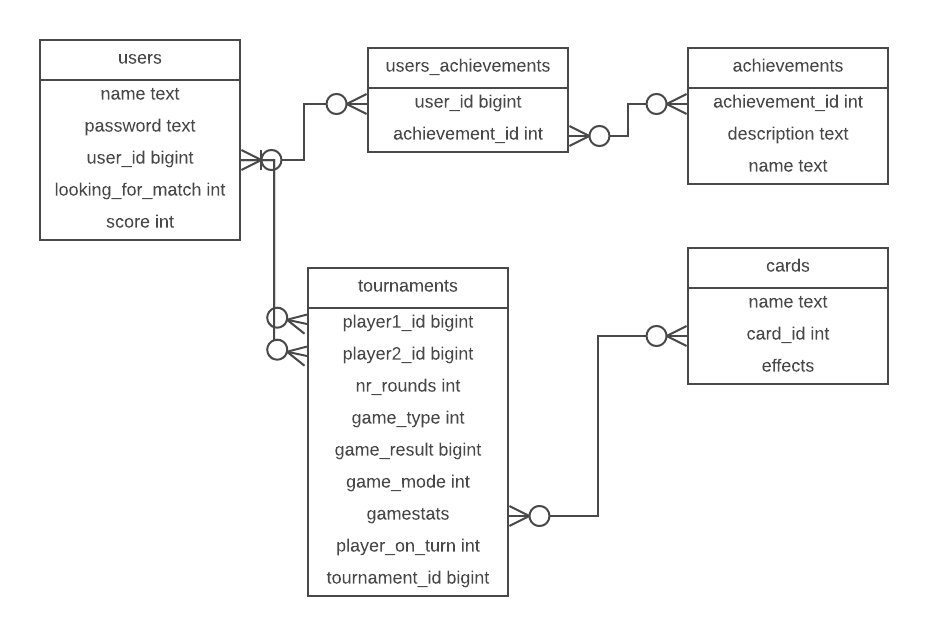 users
name text
password text
user_id bigint
looking_for_match int
score int
users_achievements
user_id bigint
achievement_id int
achievements
achievement_id int
description text
name text
tournaments
player1_id bigint
player2_id bigint
nr_rounds int
game_type int
game_result bigint
game_mode int
gamestats
player_on_turn int
tournament_id bigint
cards
name text
card_id int
effects